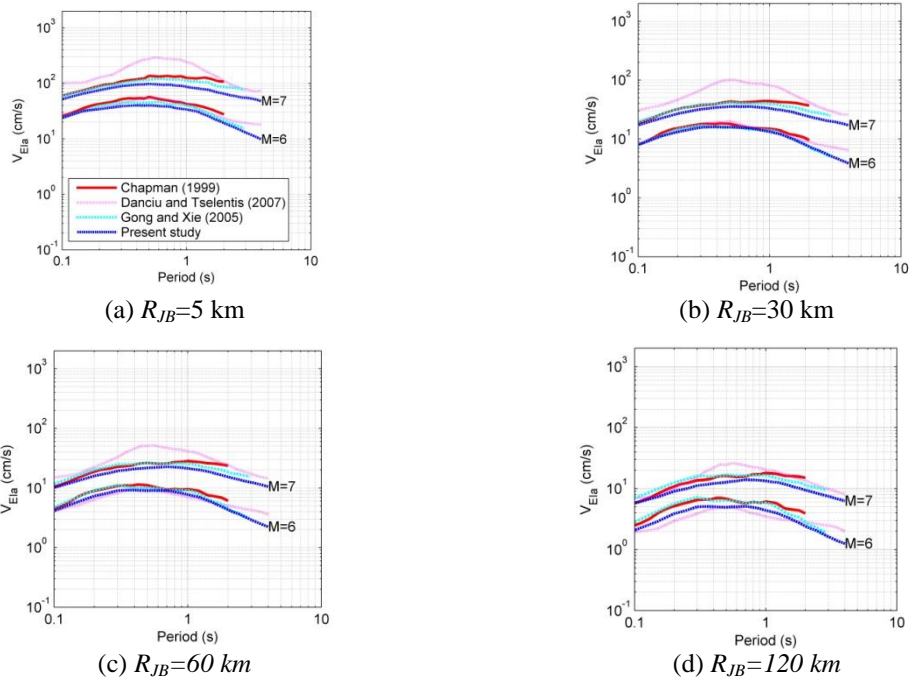 10³
10²
10¹
10⁰
10⁻¹
V_EIa (cm/s)
M=7
M=6
Chapman (1999)
Danciu and Tselentis (2007)
Gong and Xie (2005)
Present study
0.1 1 10
Period (s)
(a) R_JB=5 km
10³
10²
10¹
10⁰
10⁻¹
V_EIa (cm/s)
M=7
M=6
0.1 1 10
Period (s)
(b) R_JB=30 km
10³
10²
10¹
10⁰
10⁻¹
V_EIa (cm/s)
M=7
M=6
0.1 1 10
Period (s)
(c) R_JB=60 km
10³
10²
10¹
10⁰
10⁻¹
V_EIa (cm/s)
M=7
M=6
0.1 1 10
Period (s)
(d) R_JB=120 km